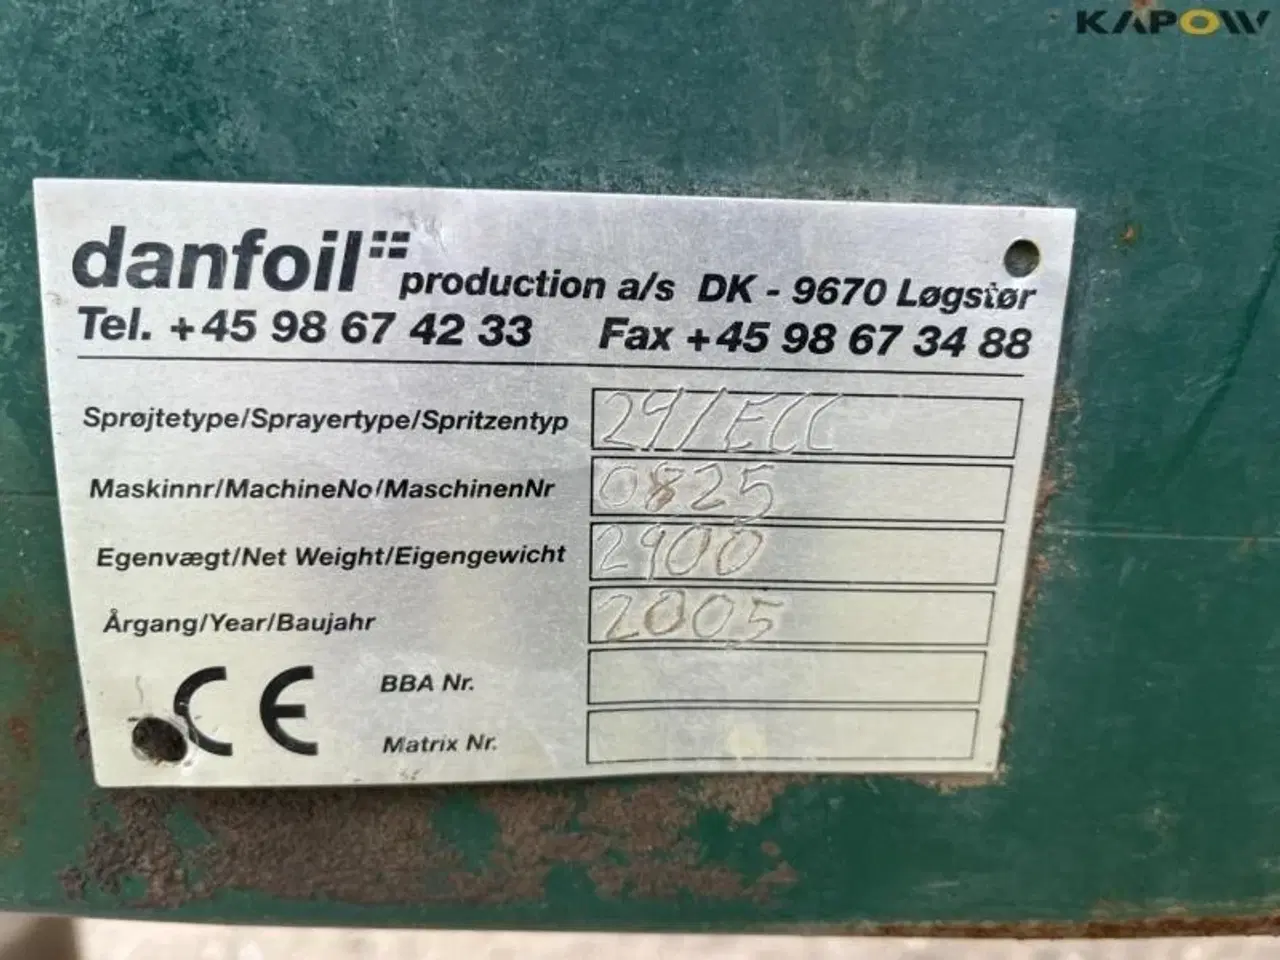 KAPOW
danfoil
production a/s DK - 9670 Løgstør
Tel. +45 98 67 42 33 Fax +45 98 67 34 88
Sprøjtetype/Sprayertype/Spritzentyp 29/ECC
Maskinnr/MachineNo/MaschinenNr 0825
Egenvægt/Net Weight/Eigengewicht 2900
Årgang/Year/Baujahr 2005
CE BBA Nr.
Matrix Nr.